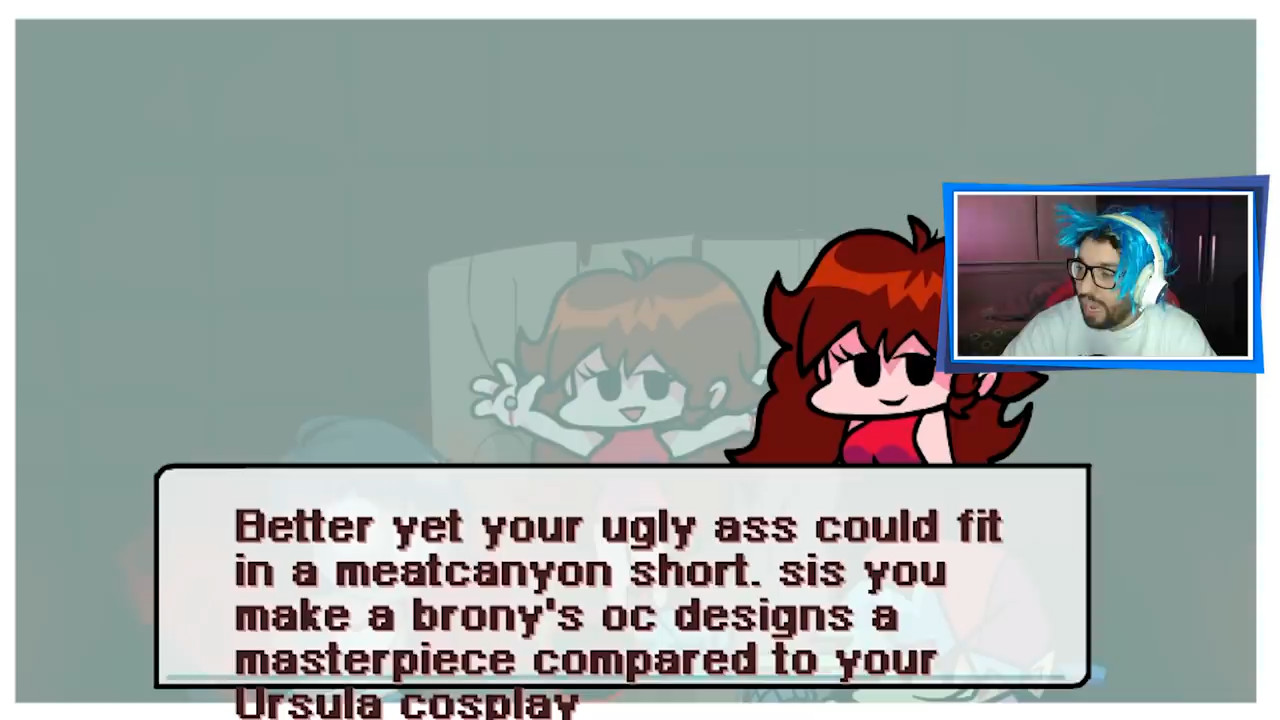 Better yet your ugly ass could fit
in a meatcanyon short. sis you
make a brony's oc designs a
masterpiece compared to your
Ursula cosplay